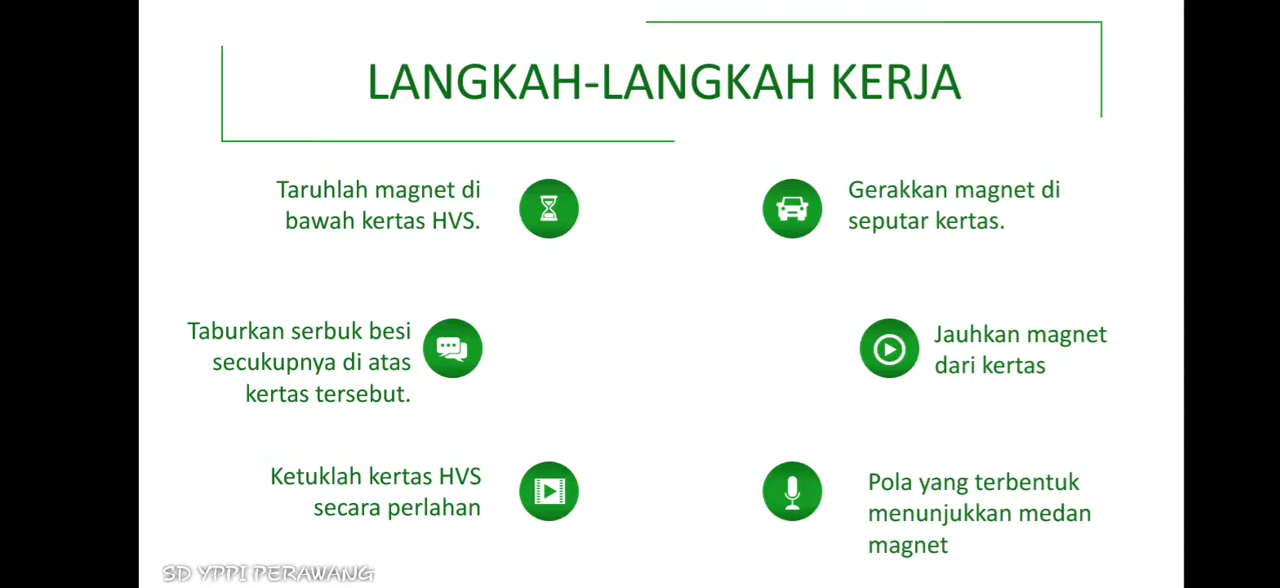 LANGKAH-LANGKAH KERJA
Taruhlah magnet di
bawah kertas HVS.
Taburkan serbuk besi
secukupnya di atas
kertas tersebut.
Ketuklah kertas HVS
secara perlahan
Gerakkan magnet di
seputar kertas.
Jauhkan magnet
dari kertas
Pola yang terbentuk
menunjukkan medan
magnet
SD YPPI PERAWANG